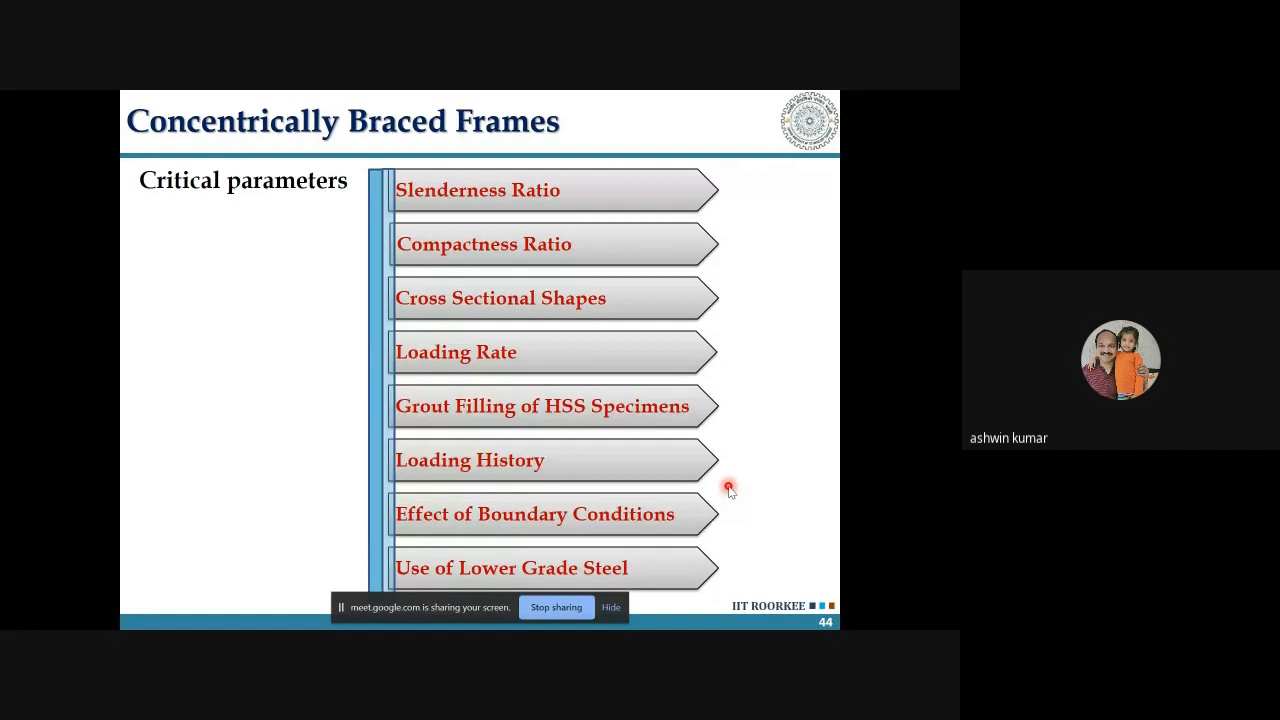 Concentrically Braced Frames
Critical parameters
Slenderness Ratio
Compactness Ratio
Cross Sectional Shapes
Loading Rate
Grout Filling of HSS Specimens
Loading History
Effect of Boundary Conditions
Use of Lower Grade Steel
meet.google.com is sharing your screen. Stop sharing Hide
IIT ROORKEE
44
ashwin kumar